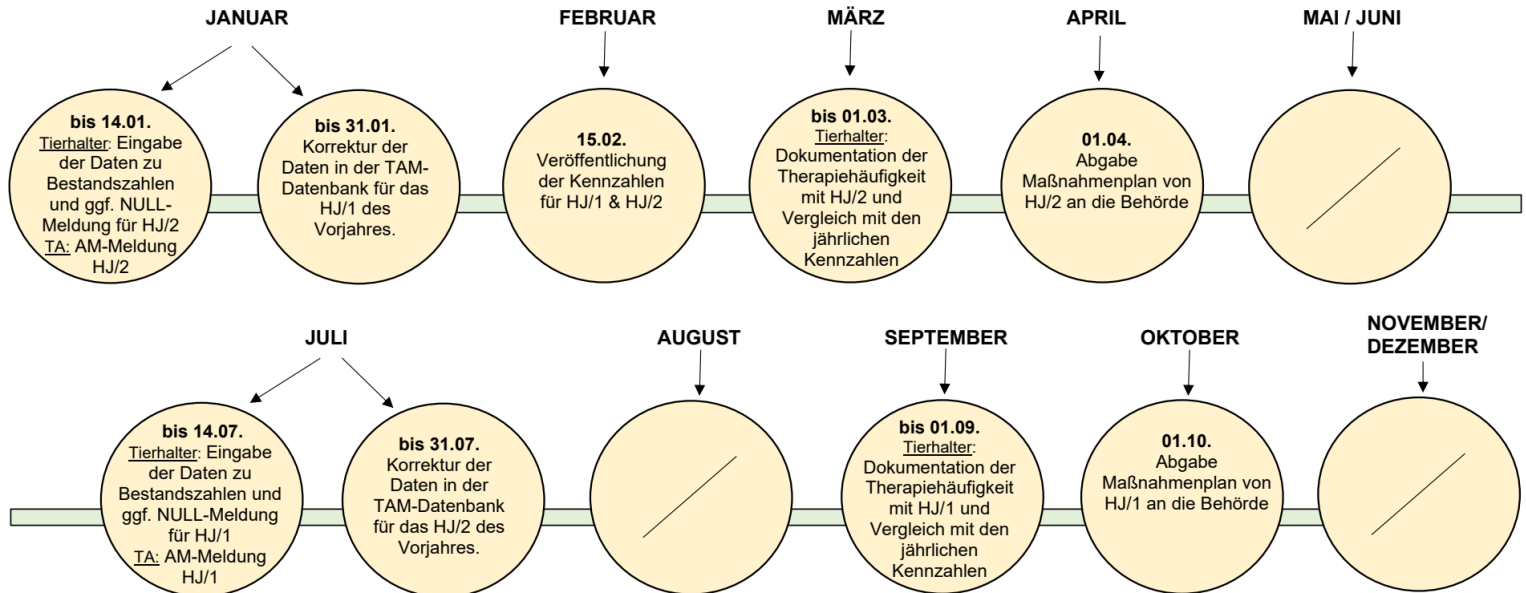 JANUAR
bis 14.01.
Tierhalter: Eingabe
der Daten zu
Bestandszahlen
und ggf. NULL-
Meldung für HJ/2
TA: AM-Meldung
HJ/2
bis 31.01.
Korrektur der
Daten in der TAM-
Datenbank für das
HJ/1 des
Vorjahres.
FEBRUAR
15.02.
Veröffentlichung
der Kennzahlen
für HJ/1 & HJ/2
MÄRZ
bis 01.03.
Tierhalter:
Dokumentation der
Therapiehäufigkeit
mit HJ/2 und
Vergleich mit den
jährlichen
Kennzahlen
APRIL
01.04.
Abgabe
Maßnahmenplan von
HJ/2 an die Behörde
MAI / JUNI
JULI
bis 14.07.
Tierhalter: Eingabe
der Daten zu
Bestandszahlen und
ggf. NULL-Meldung
für HJ/1
TA: AM-Meldung
HJ/1
bis 31.07.
Korrektur der
Daten in der
TAM-Datenbank
für das HJ/2 des
Vorjahres.
AUGUST
SEPTEMBER
bis 01.09.
Tierhalter:
Dokumentation der
Therapiehäufigkeit
mit HJ/1 und
Vergleich mit den
jährlichen
Kennzahlen
OKTOBER
01.10.
Abgabe
Maßnahmenplan von
HJ/1 an die Behörde
NOVEMBER/
DEZEMBER